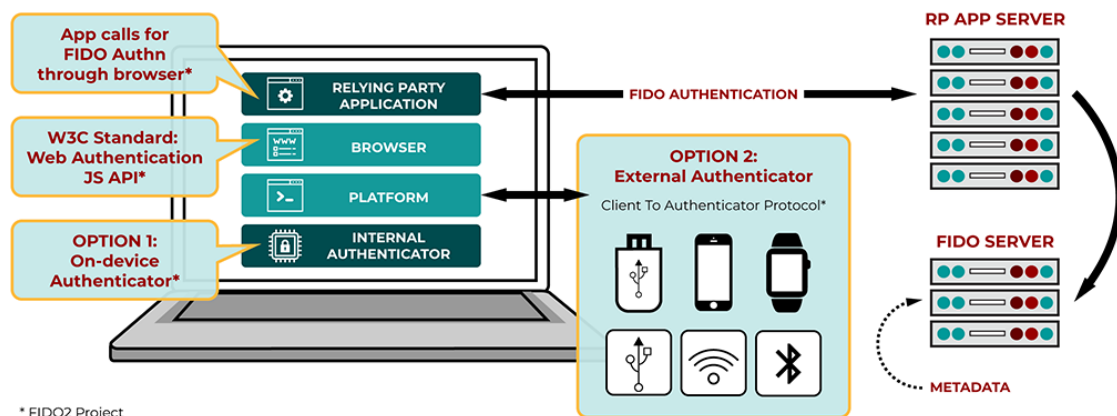 App calls for
FIDO Authn
through browser*
W3C Standard:
Web Authentication
JS API*
OPTION 1:
On-device
Authenticator*
RELYING PARTY
APPLICATION
WWW
BROWSER
PLATFORM
INTERNAL
AUTHENTICATOR
FIDO AUTHENTICATION
OPTION 2:
External Authenticator
Client To Authenticator Protocol*
RP APP SERVER
FIDO SERVER
METADATA
* FIDO2 Project